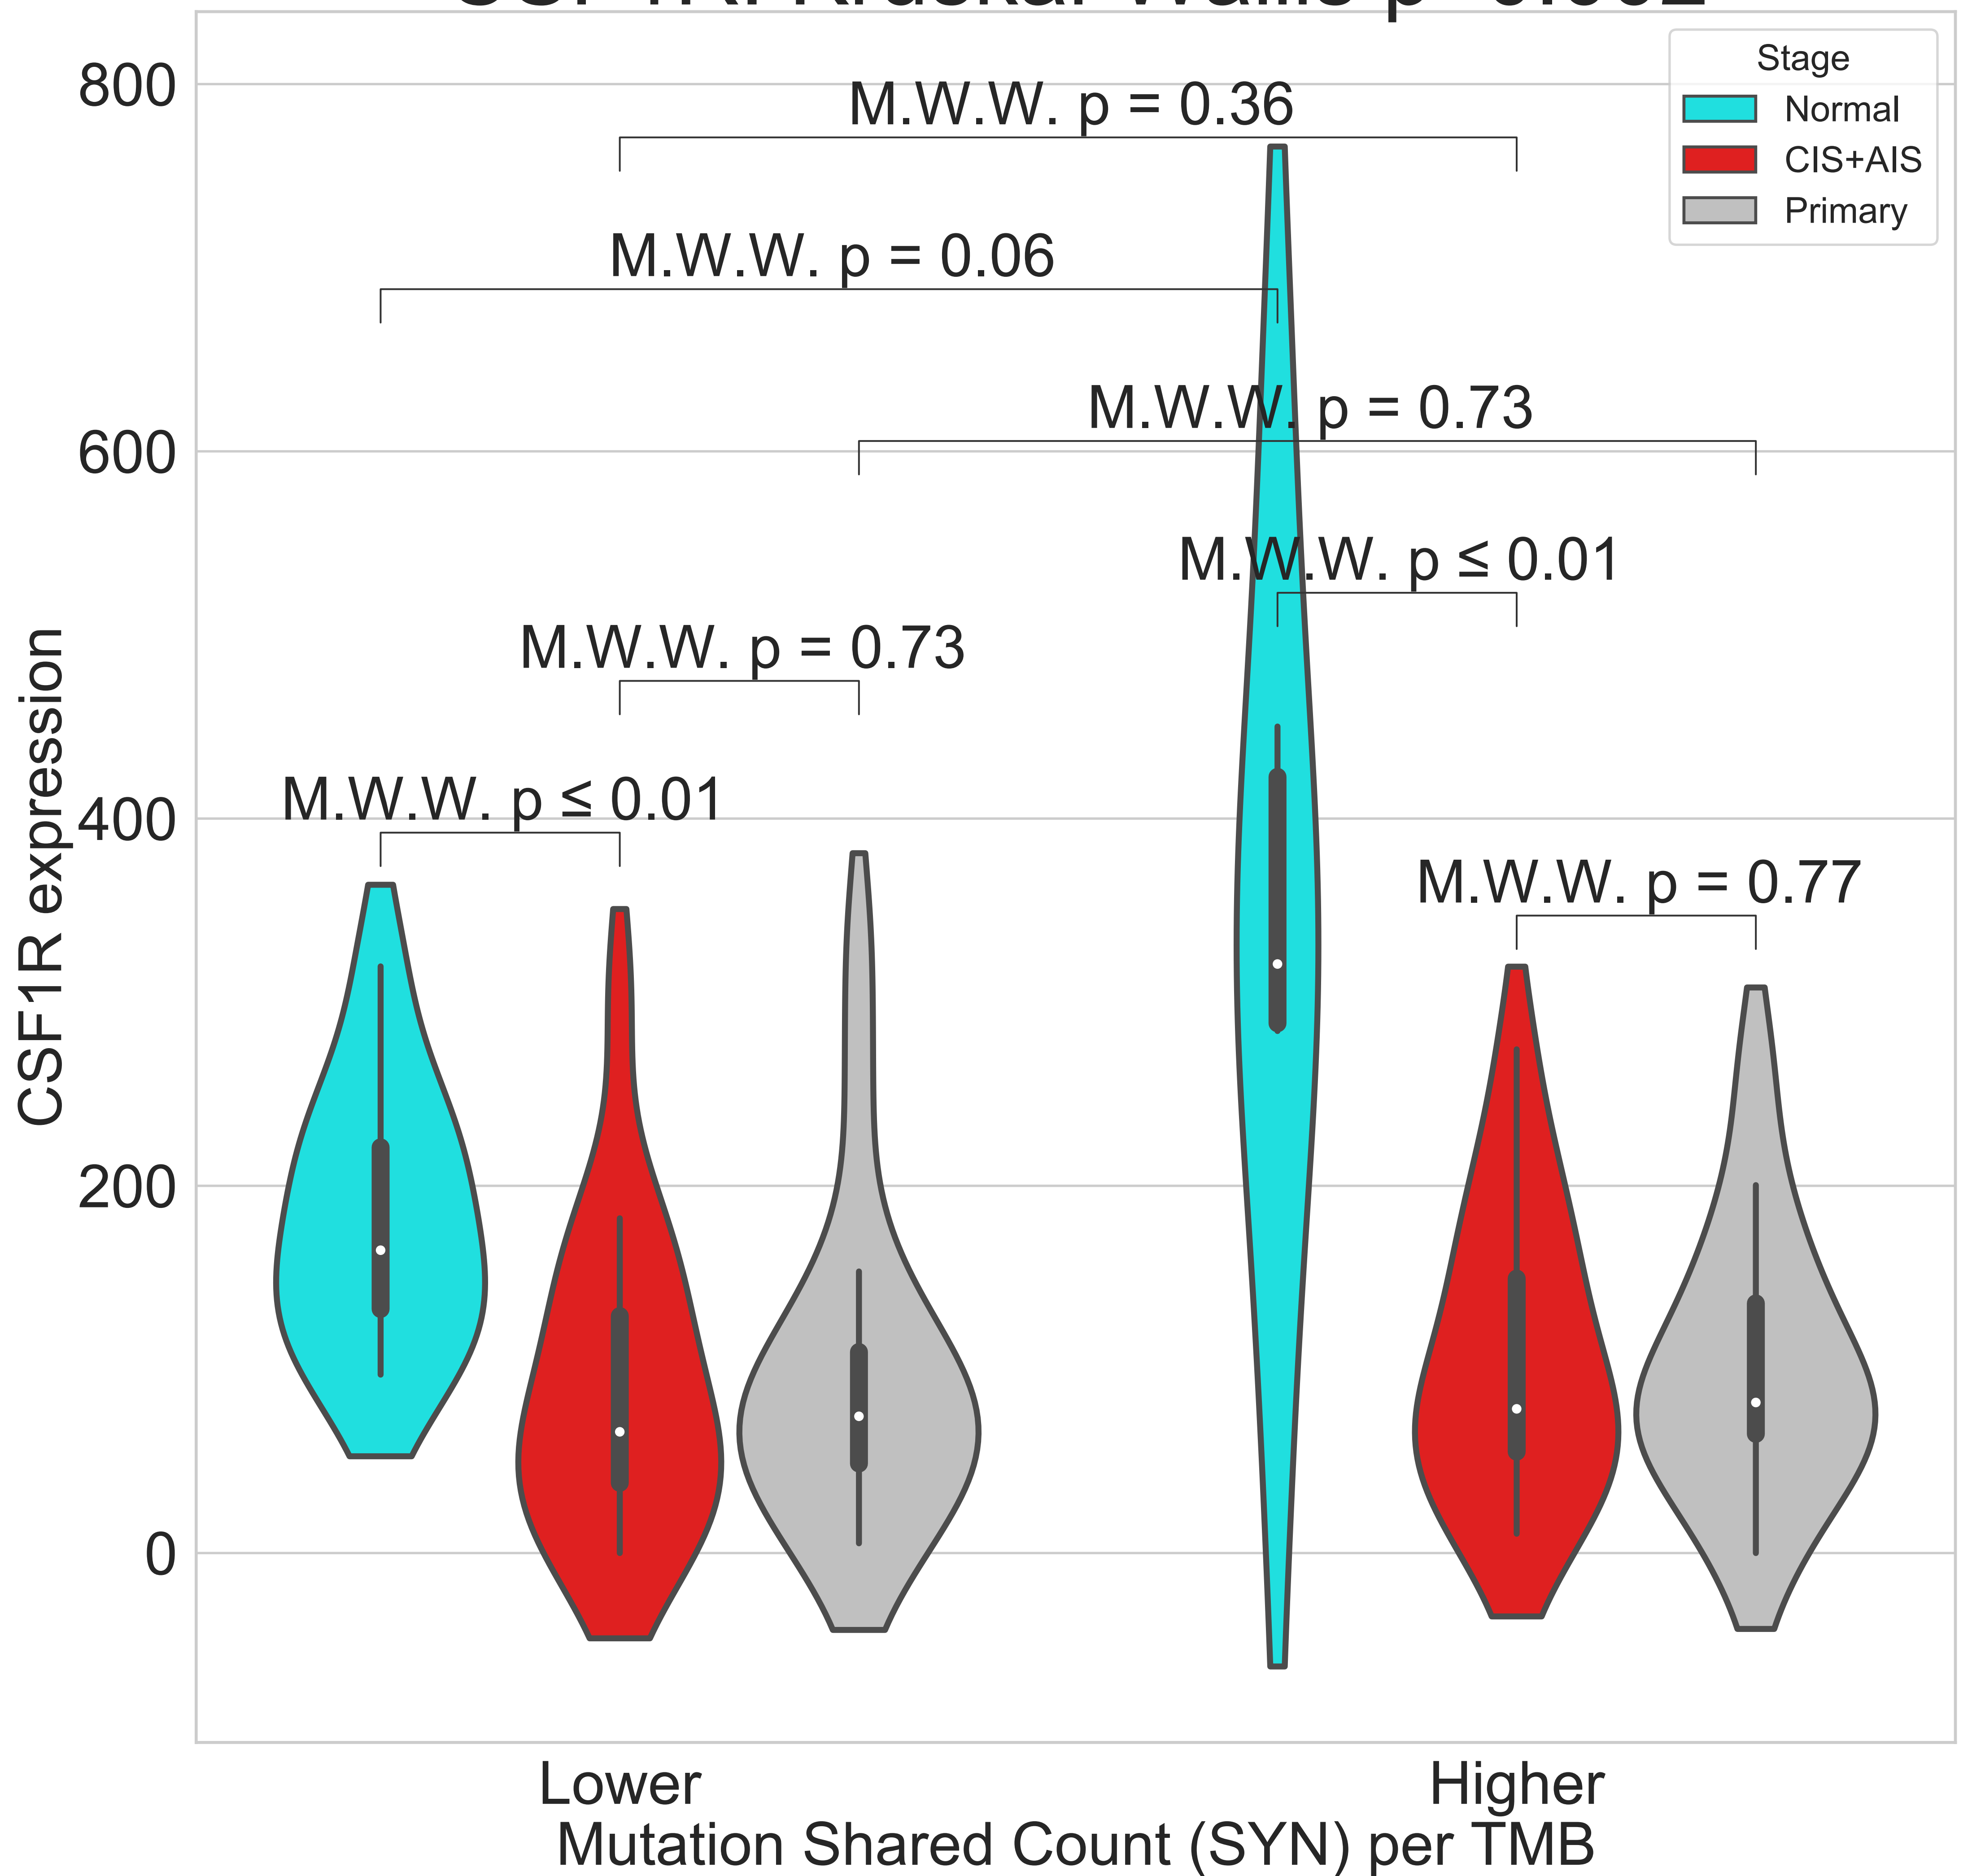 800
600
400
200
0
CSF1R expression
Stage
Normal
CIS+AIS
Primary
M.W.W. p = 0.36
M.W.W. p = 0.06
M.W.W. p = 0.73
M.W.W. p ≤ 0.01
M.W.W. p = 0.73
M.W.W. p ≤ 0.01
M.W.W. p = 0.77
Lower
Higher
Mutation Shared Count (SYN) per TMB